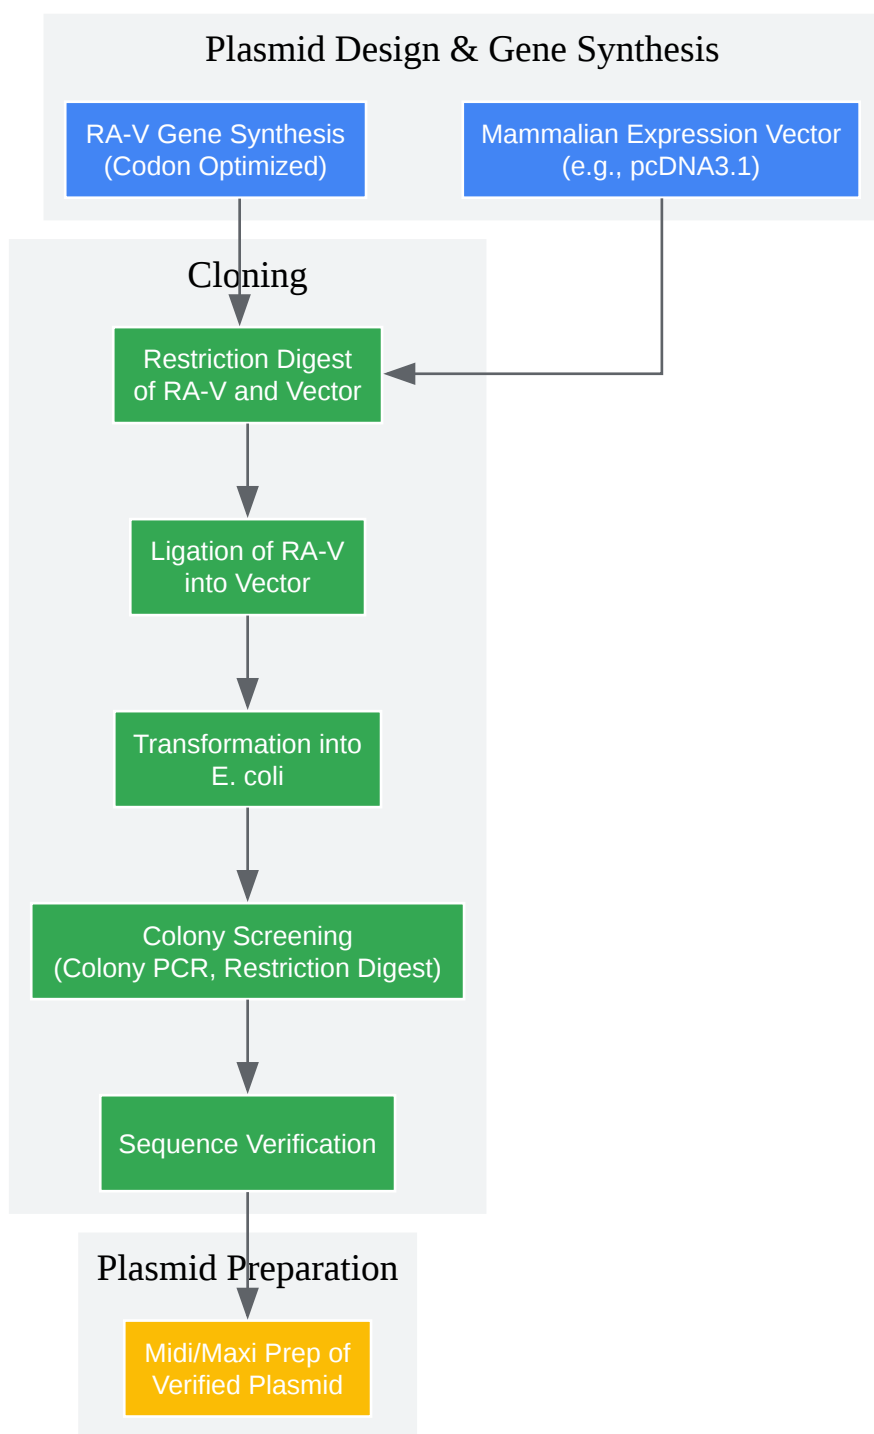 Plasmid Design & Gene Synthesis
RA-V Gene Synthesis
(Codon Optimized)
Mammalian Expression Vector
(e.g., pcDNA3.1)
Cloning
Restriction Digest
of RA-V and Vector
Ligation of RA-V
into Vector
Transformation into
E. coli
Colony Screening
(Colony PCR, Restriction Digest)
Sequence Verification
Plasmid Preparation
Midi/Maxi Prep of
Verified Plasmid